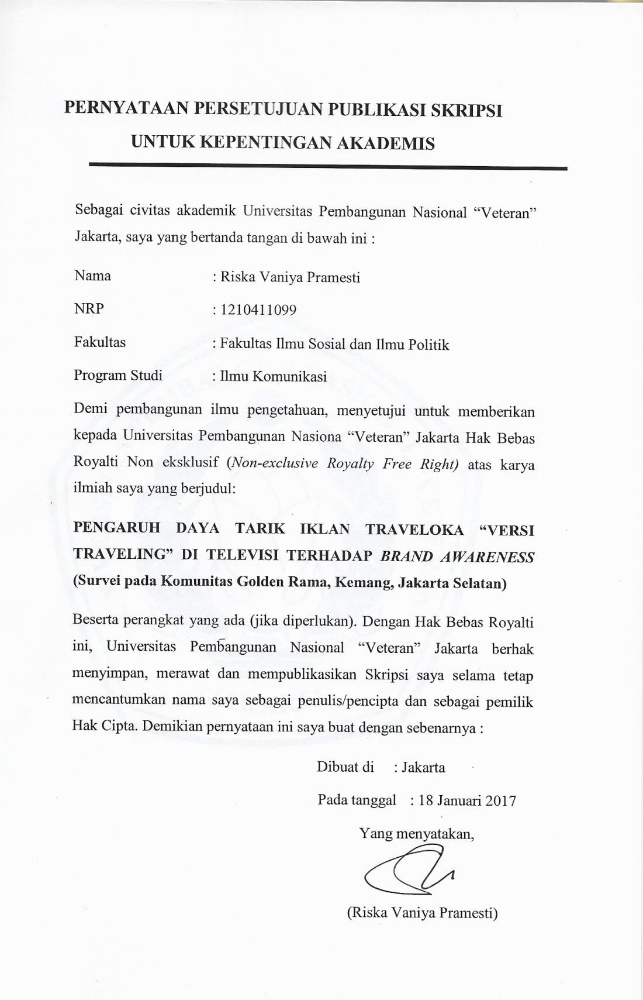 PERNYATAAN PERSETUJUAN PUBLIKASI SKRIPSI
UNTUK KEPENTINGAN AKADEMIS
Sebagai civitas akademik Universitas Pembangunan Nasional “Veteran”
Jakarta, saya yang bertanda tangan di bawah ini :
Nama : Riska Vaniya Pramesti
NRP : 1210411099
Fakultas : Fakultas Ilmu Sosial dan Ilmu Politik
Program Studi : Ilmu Komunikasi
Demi pembangunan ilmu pengetahuan, menyetujui untuk memberikan
kepada Universitas Pembangunan Nasiona “Veteran” Jakarta Hak Bebas
Royalti Non eksklusif (Non-exclusive Royalty Free Right) atas karya
ilmiah saya yang berjudul:
PENGARUH DAYA TARIK IKLAN TRAVELOKA “VERSI
TRAVELING” DI TELEVISI TERHADAP BRAND AWARENESS
(Survei pada Komunitas Golden Rama, Kemang, Jakarta Selatan)
Beserta perangkat yang ada (jika diperlukan). Dengan Hak Bebas Royalti
ini, Universitas Pembangunan Nasional “Veteran” Jakarta berhak
menyimpan, merawat dan mempublikasikan Skripsi saya selama tetap
mencantumkan nama saya sebagai penulis/pencipta dan sebagai pemilik
Hak Cipta. Demikian pernyataan ini saya buat dengan sebenarnya :
Dibuat di : Jakarta
Pada tanggal : 18 Januari 2017
Yang menyatakan,
(Riska Vaniya Pramesti)